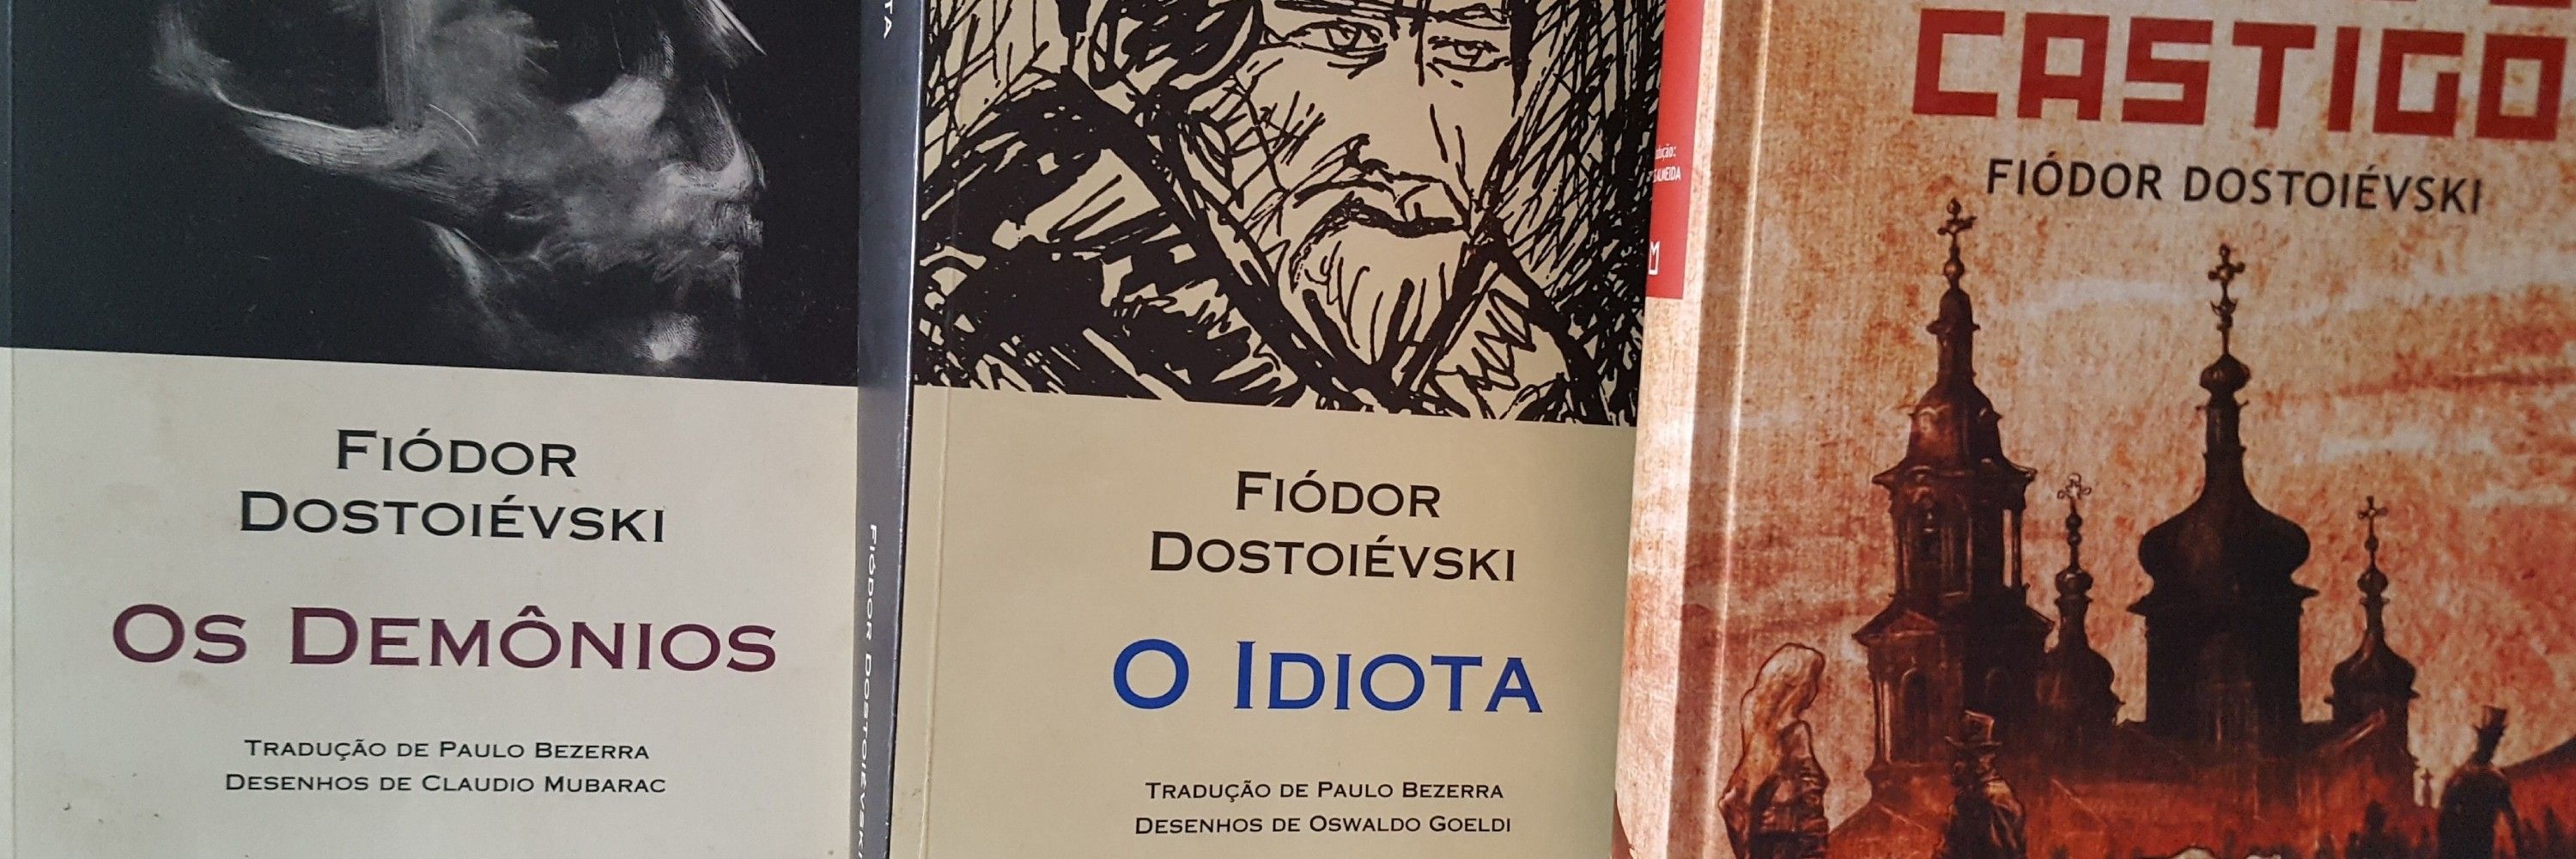 FIÓDOR
DOSTOIÉVSKI
OS DEMÔNIOS
TRADUÇÃO DE PAULO BEZERRA
DESENHOS DE CLAUDIO MUBARAC
FIÓDOR DOSTOIÉVSKI
FIÓDOR
DOSTOIÉVSKI
O IDIOTA
TRADUÇÃO DE PAULO BEZERRA
DESENHOS DE OSWALDO GOELDI
CASTIGO
FIÓDOR DOSTOIÉVSKI